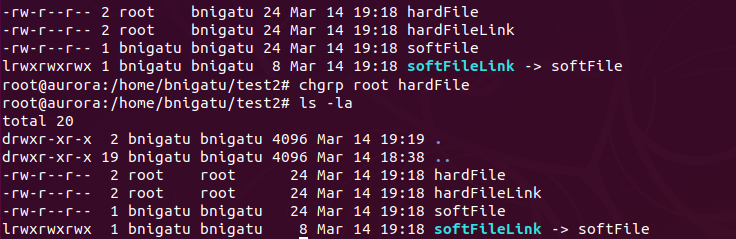 -rw-r--r-- 2 root    bnigatu 24 Mar 14 19:18 hardFile
-rw-r--r-- 2 root    bnigatu 24 Mar 14 19:18 hardFileLink
-rw-r--r-- 1 bnigatu bnigatu 24 Mar 14 19:18 softFile
lrwxrwxrwx 1 bnigatu bnigatu  8 Mar 14 19:18 softFileLink -> softFile
root@aurora:/home/bnigatu/test2# chgrp root hardFile
root@aurora:/home/bnigatu/test2# ls -la
total 20
drwxr-xr-x  2 bnigatu bnigatu 4096 Mar 14 19:19 .
drwxr-xr-x 19 bnigatu bnigatu 4096 Mar 14 18:38 ..
-rw-r--r--  2 root    root      24 Mar 14 19:18 hardFile
-rw-r--r--  2 root    root      24 Mar 14 19:18 hardFileLink
-rw-r--r--  1 bnigatu bnigatu   24 Mar 14 19:18 softFile
lrwxrwxrwx  1 bnigatu bnigatu    8 Mar 14 19:18 softFileLink -> softFile